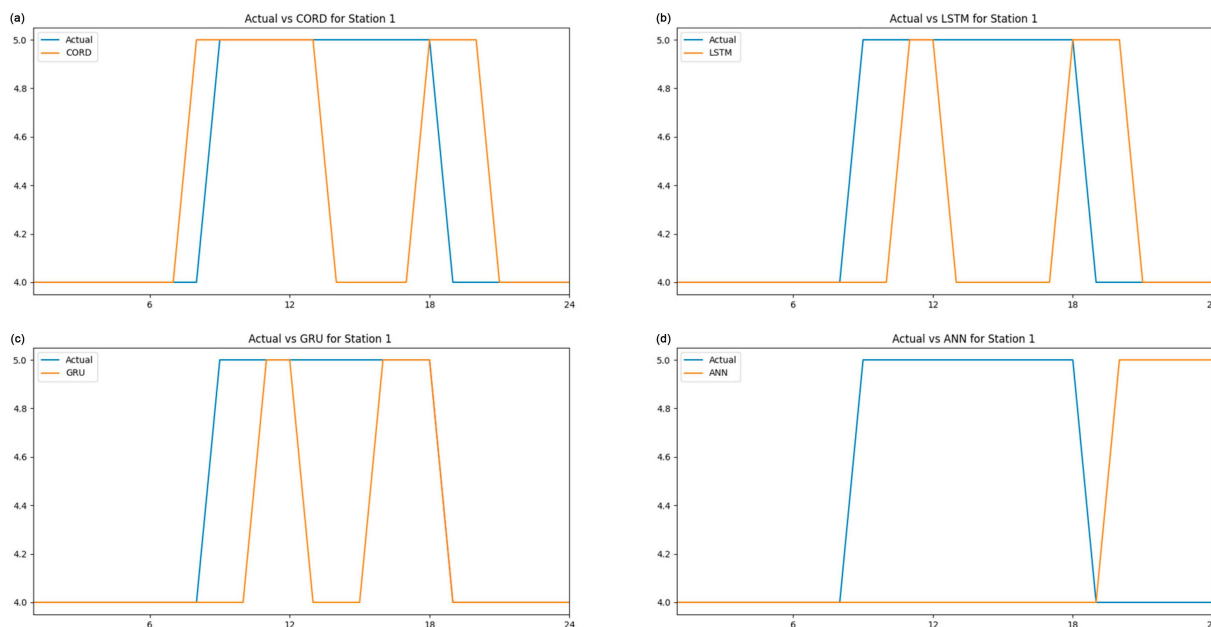 (a)
Actual vs CORD for Station 1
Actual
CORD
5.0
4.8
4.6
4.4
4.2
4.0
6
12
18
24
(b)
Actual vs LSTM for Station 1
Actual
LSTM
5.0
4.8
4.6
4.4
4.2
4.0
6
12
18
(c)
Actual vs GRU for Station 1
Actual
GRU
5.0
4.8
4.6
4.4
4.2
4.0
6
12
18
24
(d)
Actual vs ANN for Station 1
Actual
ANN
5.0
4.8
4.6
4.4
4.2
4.0
6
12
18